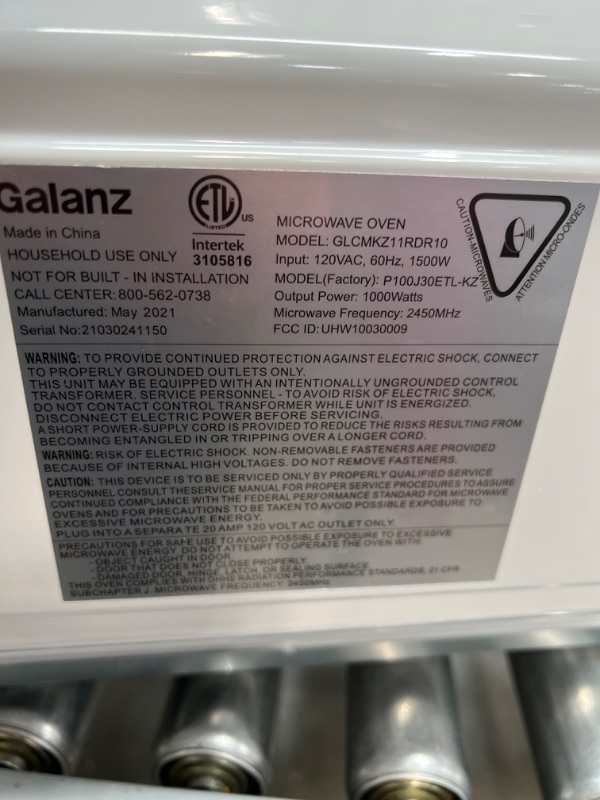 Galanz
Made in China
HOUSEHOLD USE ONLY
NOT FOR BUILT - IN INSTALLATION
CALL CENTER: 800-562-0738
Manufactured: May 2021
Serial No:21030241150
ETL
LISTED
US
Intertek
3105816
MICROWAVE OVEN
MODEL: GLCMKZ11RDR10
Input: 120VAC, 60Hz, 1500W
MODEL(Factory): P100J30ETL-KZ
Output Power: 1000Watts
Microwave Frequency: 2450MHz
FCC ID:UHW10030009
CAUTION-MICROWAVES
ATTENTION MICRO-ONDES
WARNING: TO PROVIDE CONTINUED PROTECTION AGAINST ELECTRIC SHOCK, CONNECT
TO PROPERLY GROUNDED OUTLETS ONLY.
THIS UNIT MAY BE EQUIPPED WITH AN INTENTIONALLY UNGROUNDED CONTROL
TRANSFORMER. SERVICE PERSONNEL - TO AVOID RISK OF ELECTRIC SHOCK,
DO NOT CONTACT CONTROL TRANSFORMER WHILE UNIT IS ENERGIZED.
DISCONNECT ELECTRIC POWER BEFORE SERVICING.
A SHORT POWER-SUPPLY CORD IS PROVIDED TO REDUCE THE RISKS RESULTING FROM
BECOMING ENTANGLED IN OR TRIPPING OVER A LONGER CORD.
WARNING: RISK OF ELECTRIC SHOCK. NON-REMOVABLE FASTENERS ARE PROVIDED
BECAUSE OF INTERNAL HIGH VOLTAGES. DO NOT REMOVE FASTENERS.
CAUTION: THIS DEVICE IS TO BE SERVICED ONLY BY PROPERLY QUALIFIED SERVICE
PERSONNEL CONSULT THESERVICE MANUAL FOR PROPER SERVICE PROCEDURES TO ASSURE
CONTINUED COMPLIANCE WITH THE FEDERAL PERFORMANCE STANDARD FOR MICROWAVE
OVENS AND FOR PRECAUTIONS TO BE TAKEN TO AVOID POSSIBLE EXPOSURE TO
EXCESSIVE MICROWAVE ENERGY.
PLUG INTO A SEPARATE 20 AMP 120 VOLT AC OUTLET ONLY.
PRECAUTIONS FOR SAFE USE TO AVOID POSSIBLE EXPOSURE TO EXCESSIVE
MICROWAVE ENERGY. DO NOT ATTEMPT TO OPERATE THE OVEN WITH:
- OBJECT CAUGHT IN DOOR.
- DOOR THAT DOES NOT CLOSE PROPERLY.
- DAMAGED DOOR, HINGE, LATCH, OR SEALING SURFACE.
THIS OVEN COMPLIES WITH DHHS RADIATION PERFORMANCE STANDARDS, 21 CFR
SUBCHAPTER J. MICROWAVE FREQUENCY: 2450MHz